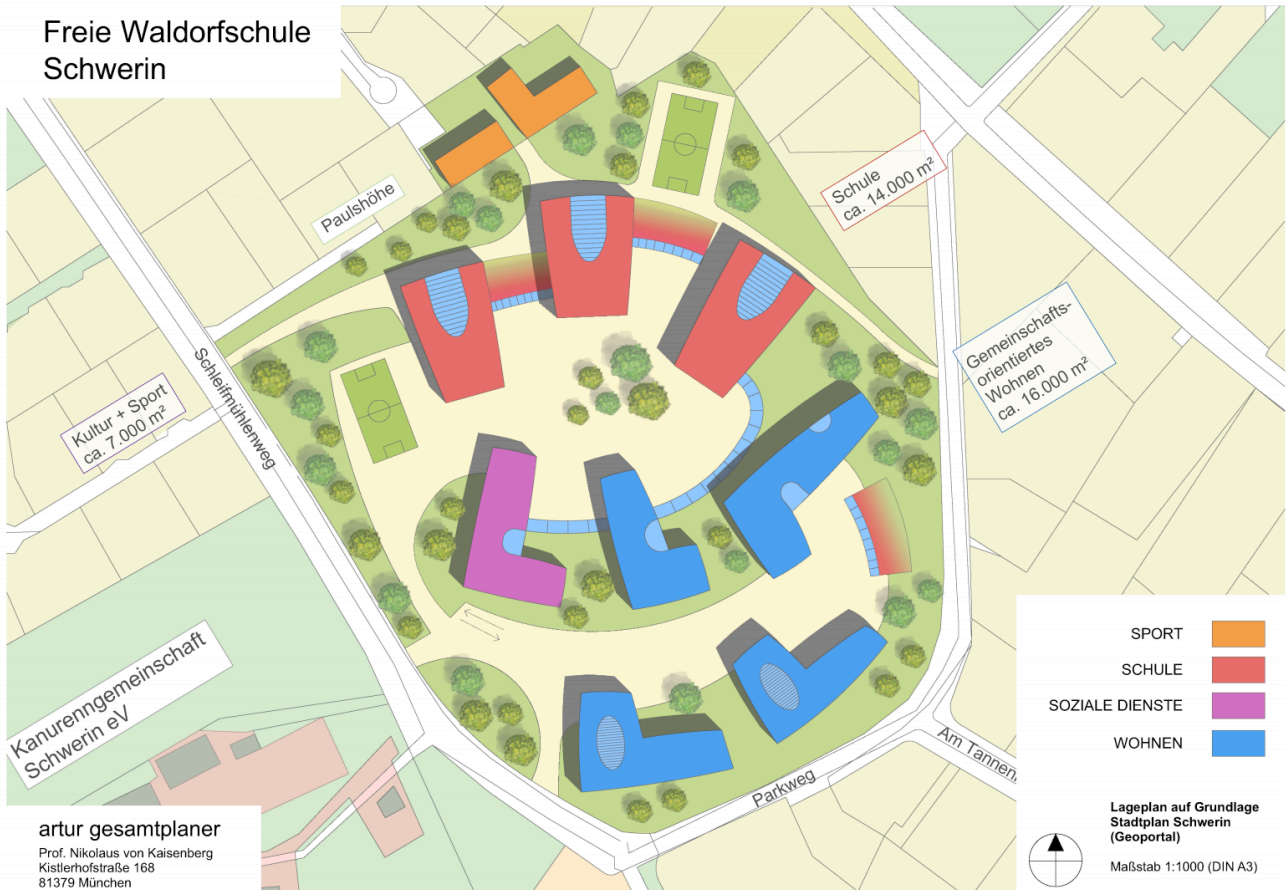 Freie Waldorfschule
Schwerin
Paulshöhe
Schule
ca. 14.000 m²
Gemeinschafts-
orientiertes
Wohnen
ca. 16.000 m²
Kultur + Sport
ca. 7.000 m²
Schleifmühlenweg
Kanurenngemeinschaft
Schwerin eV
Parkweg
Am Tannen
SPORT
SCHULE
SOZIALE DIENSTE
WOHNEN
artur gesamtplaner
Prof. Nikolaus von Kaisenberg
Kistlerhofstraße 168
81379 München
Lageplan auf Grundlage
Stadtplan Schwerin
(Geoportal)
Maßstab 1:1000 (DIN A3)